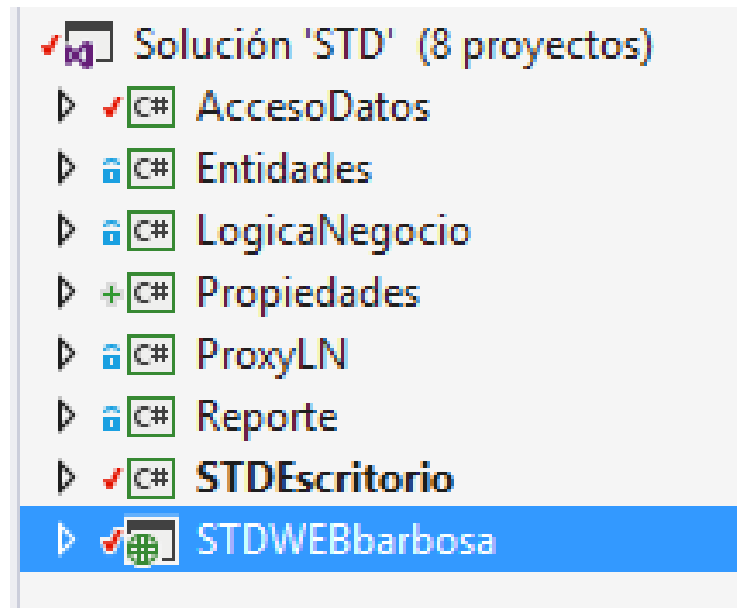 Solución 'STD' (8 proyectos)
C# AccesoDatos
C# Entidades
C# LogicaNegocio
C# Propiedades
C# ProxyLN
C# Reporte
C# STDEscritorio
STDWEBbarbosa